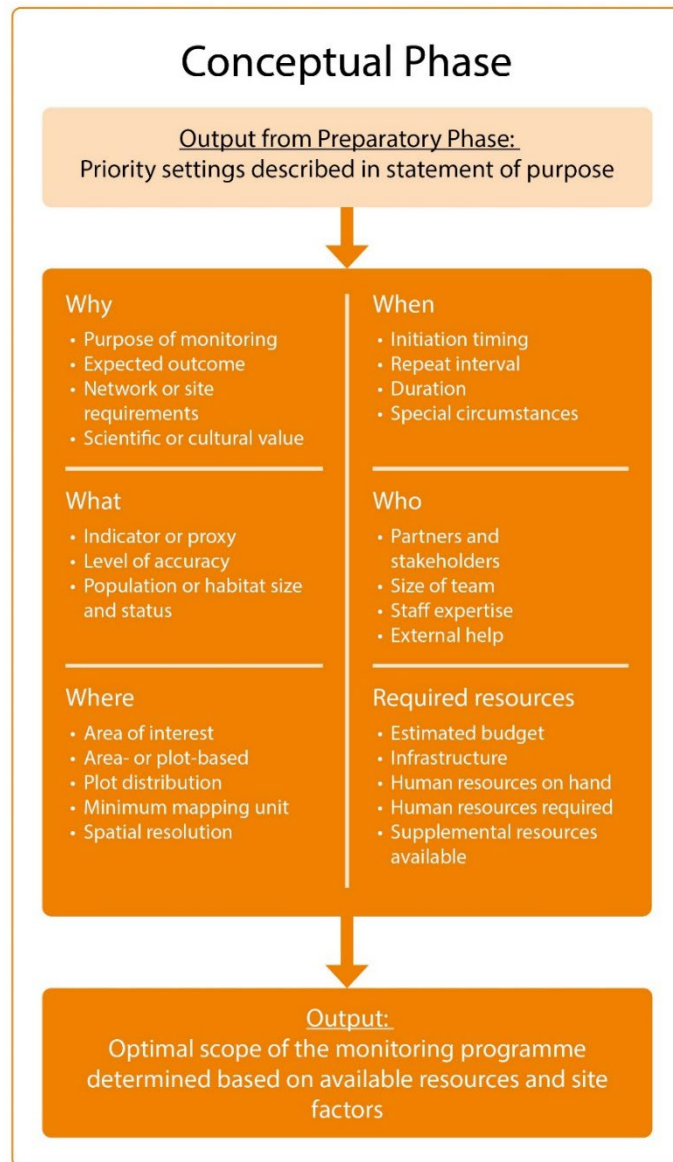 Conceptual Phase
Output from Preparatory Phase:
Priority settings described in statement of purpose
Why
• Purpose of monitoring
• Expected outcome
• Network or site
requirements
• Scientific or cultural value
What
• Indicator or proxy
• Level of accuracy
• Population or habitat size
and status
Where
• Area of interest
• Area- or plot-based
• Plot distribution
• Minimum mapping unit
• Spatial resolution
When
• Initiation timing
• Repeat interval
• Duration
• Special circumstances
Who
• Partners and
stakeholders
• Size of team
• Staff expertise
• External help
Required resources
• Estimated budget
• Infrastructure
• Human resources on hand
• Human resources required
• Supplemental resources
available
Output:
Optimal scope of the monitoring programme
determined based on available resources and site
factors